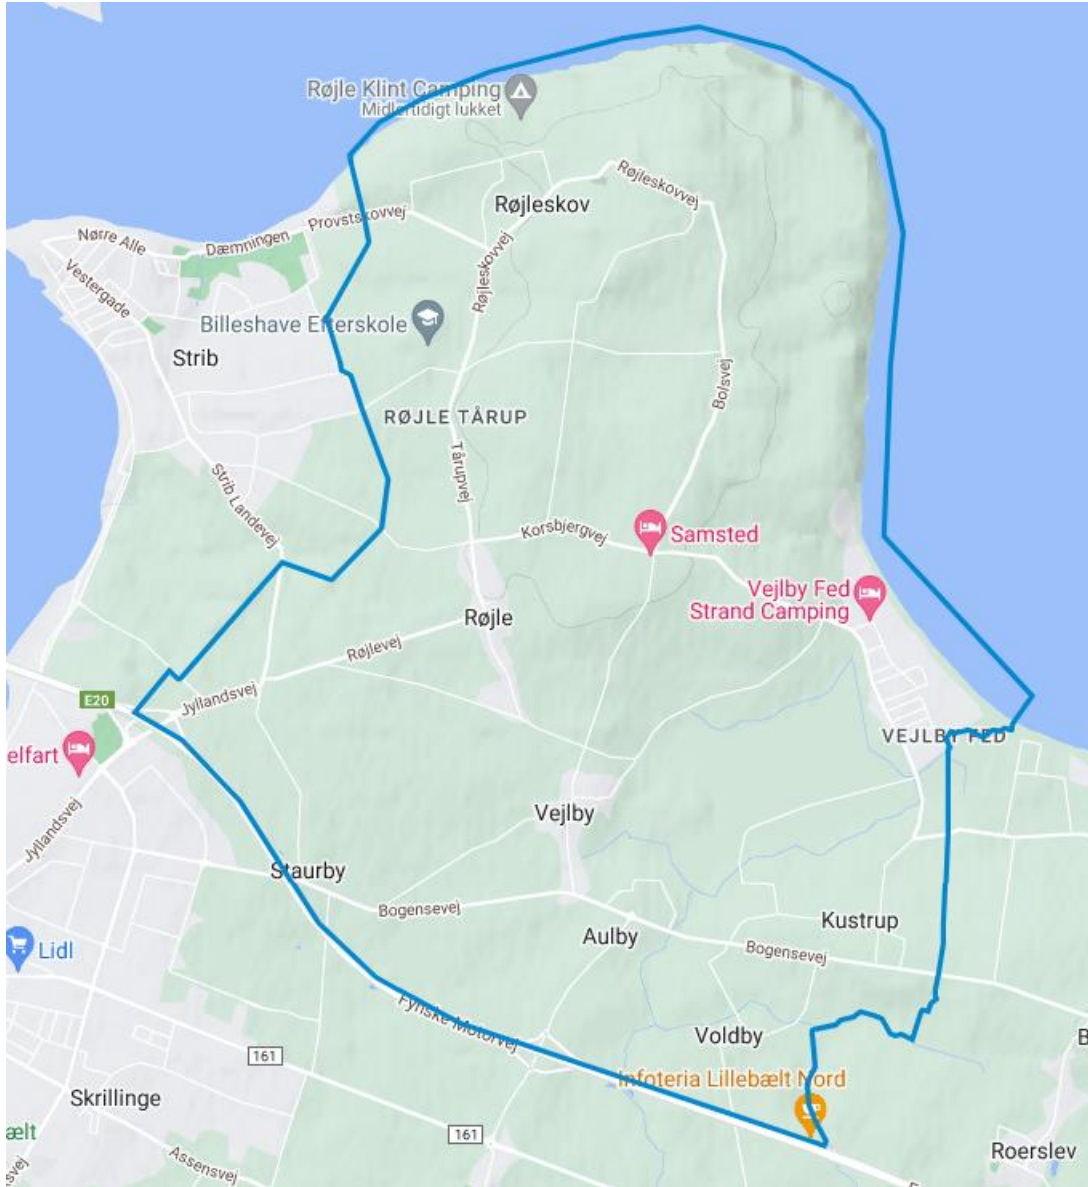 Røjle Klint Camping
Midlertidigt lukket
Røjleskovvej
Røjleskov
Provstskovvej
Nørre Alle
Dæmningen
Vestergade
Røjleskovvej
Billeshave Efterskole
Strib
Bolsvej
RØJLE TÅRUP
Tårupvej
Strib Landevej
Korsbjergvej
Samsted
Vejlby Fed
Strand Camping
Røjle
Røjlevej
E20
Jyllandsvej
VEJLBY FED
elfart
Jyllandsvej
Vejlby
Staurby
Bogensevej
Kustrup
Aulby
Lidl
Bogensevej
Fynske Motorvej
Voldby
B
161
Infoteria Lillebælt Nord
Skrillinge
ælt
161
Roerslev
Assensvej
svej